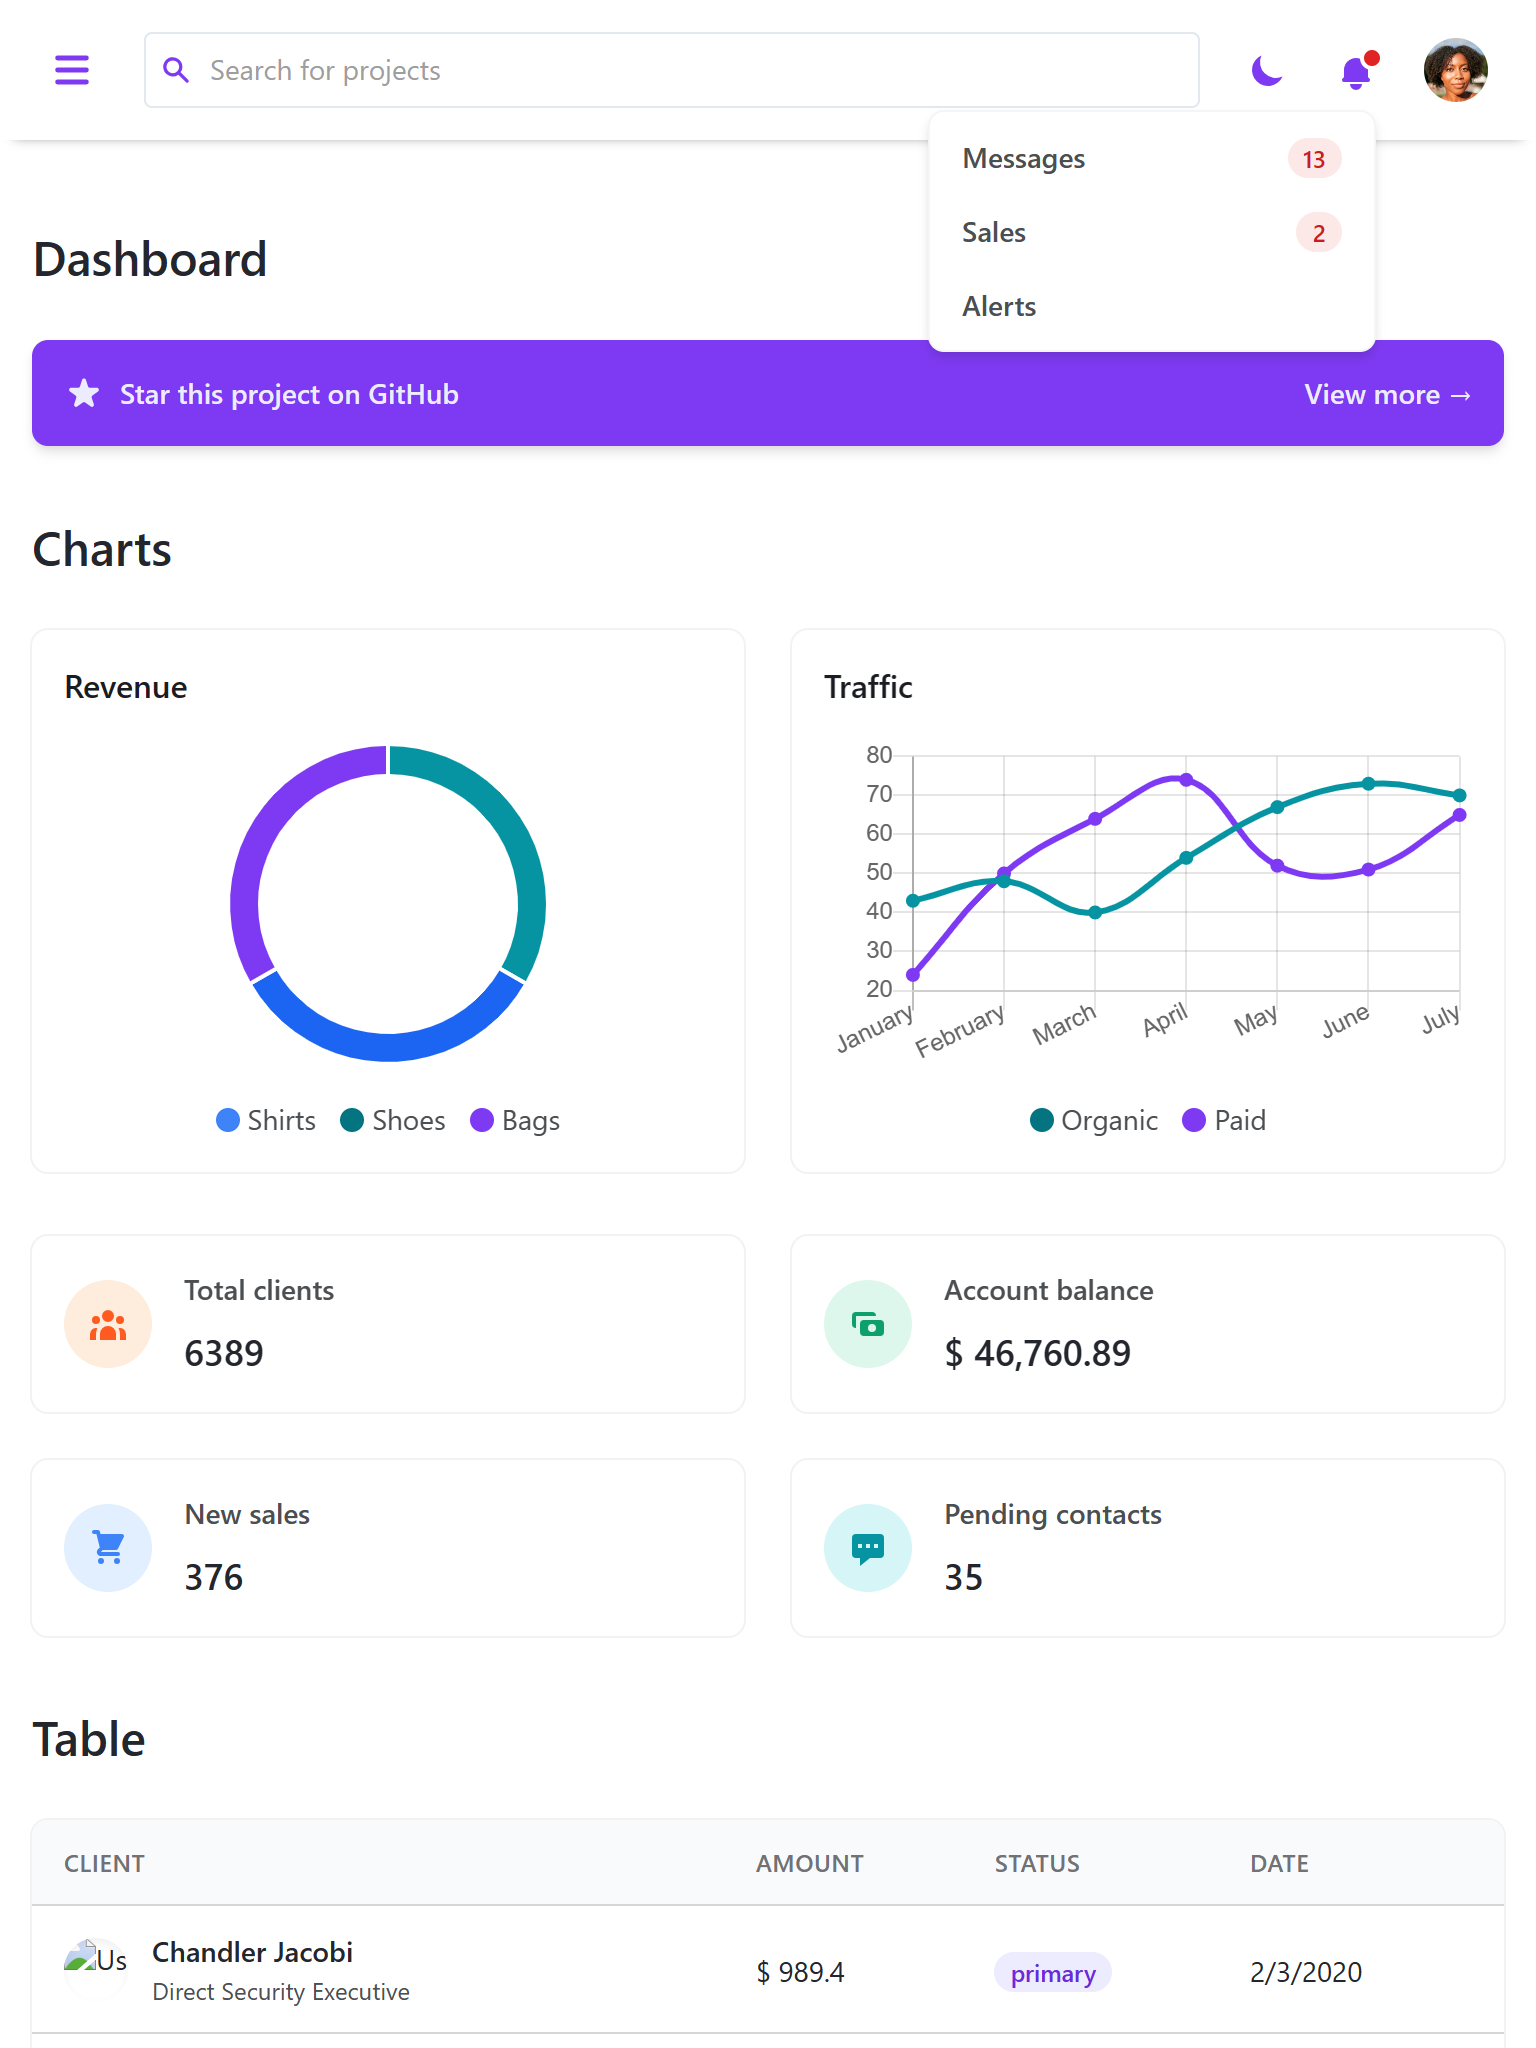 Search for projects
Messages 13
Sales 2
Alerts
Dashboard
Star this project on GitHub
View more →
Charts
Revenue
Shirts Shoes Bags
Traffic
80
70
60
50
40
30
20
January February March April May June July
Organic Paid
Total clients
6389
Account balance
$ 46,760.89
New sales
376
Pending contacts
35
Table
CLIENT AMOUNT STATUS DATE
Us
Chandler Jacobi
Direct Security Executive
$ 989.4
primary
2/3/2020